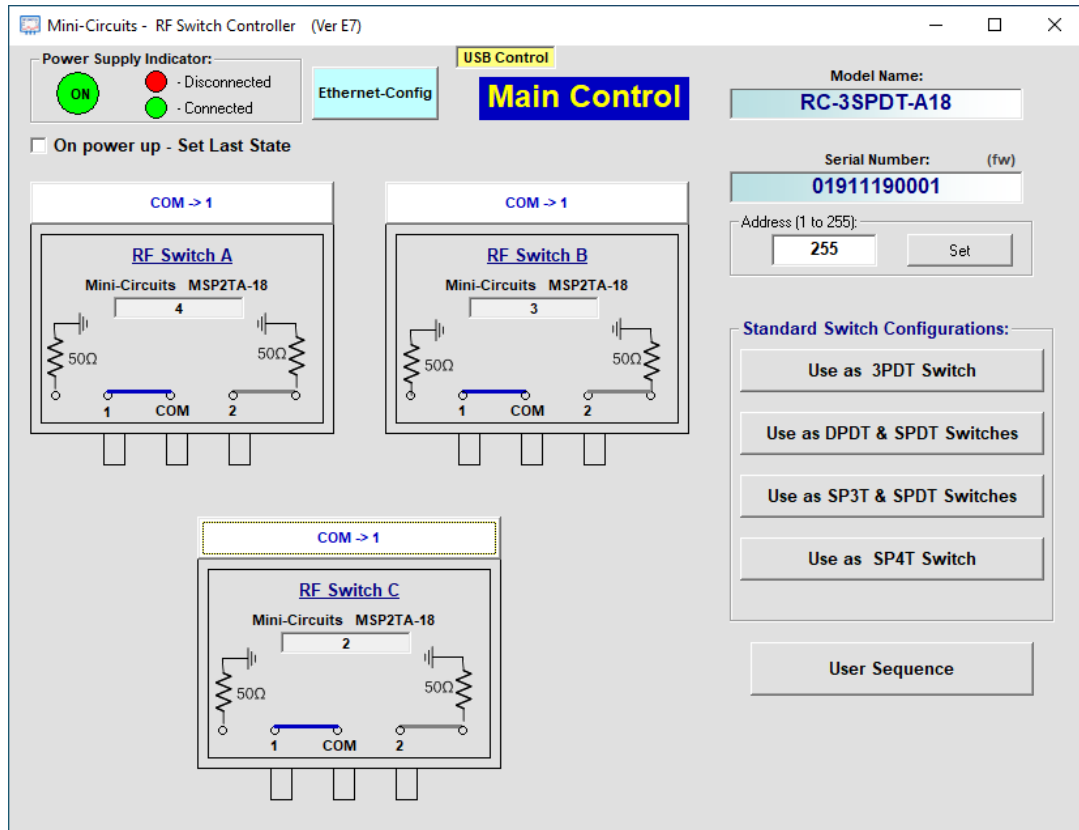 Mini-Circuits - RF Switch Controller (Ver E7)
Power Supply Indicator:
ON
- Disconnected
- Connected
Ethernet-Config
USB Control
Main Control
Model Name:
RC-3SPDT-A18
On power up - Set Last State
Serial Number: (fw)
01911190001
Address (1 to 255):
255 Set
COM -> 1
RF Switch A
Mini-Circuits MSP2TA-18
4
50Ω 50Ω
1 COM 2
COM -> 1
RF Switch B
Mini-Circuits MSP2TA-18
3
50Ω 50Ω
1 COM 2
COM -> 1
RF Switch C
Mini-Circuits MSP2TA-18
2
50Ω 50Ω
1 COM 2
Standard Switch Configurations:
Use as 3PDT Switch
Use as DPDT & SPDT Switches
Use as SP3T & SPDT Switches
Use as SP4T Switch
User Sequence